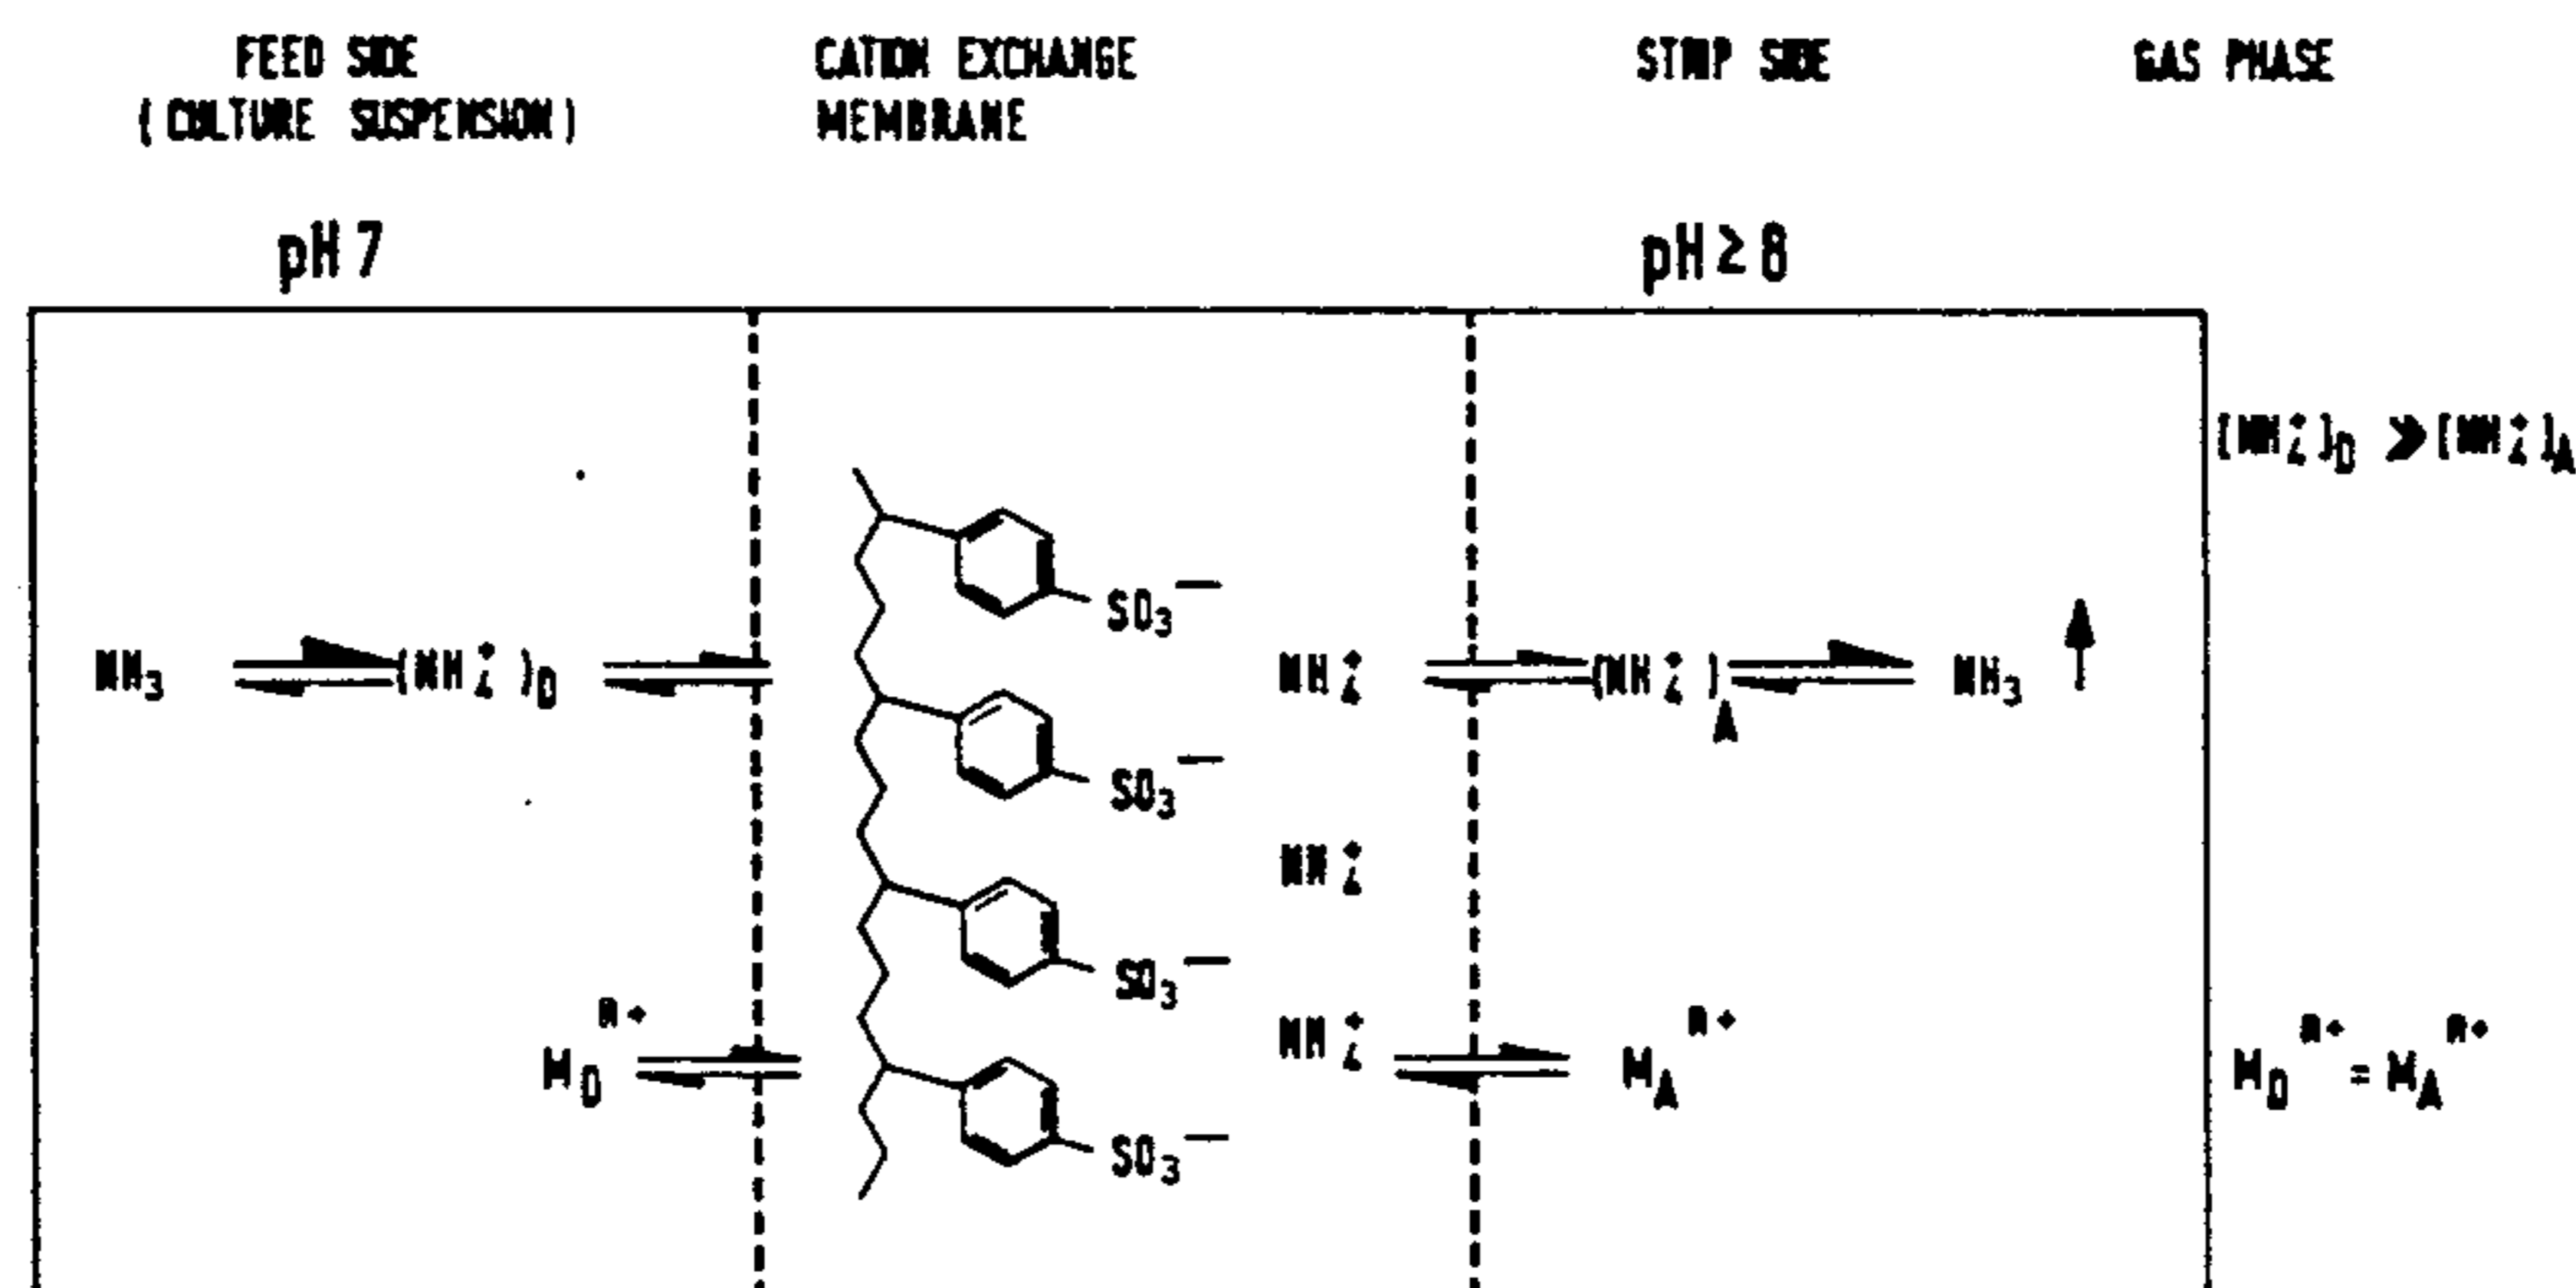 FEED SIDE CATION EXCHANGE STRIP SIDE GAS PHASE
(CULTURE SUSPENSION) MEMBRANE
pH 7 pH ≥ 8
[NH₄⁺]D >> [NH₄⁺]A
SO₃⁻
NH₃ (NH₄⁺)D NH₄⁺ (NH₄⁺)A NH₃
SO₃⁻
NH₄⁺
SO₃⁻
MDⁿ⁺ NH₄⁺ MAⁿ⁺ MDⁿ⁺ = MAⁿ⁺
SO₃⁻